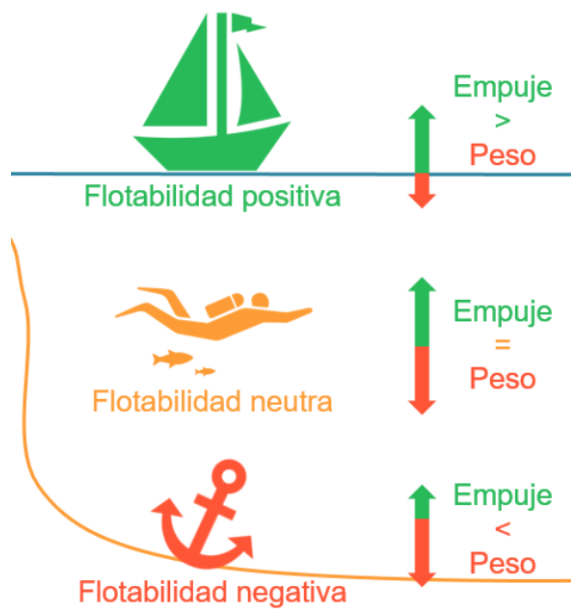 Empuje
>
Peso
Flotabilidad positiva
Empuje
=
Peso
Flotabilidad neutra
Empuje
<
Peso
Flotabilidad negativa